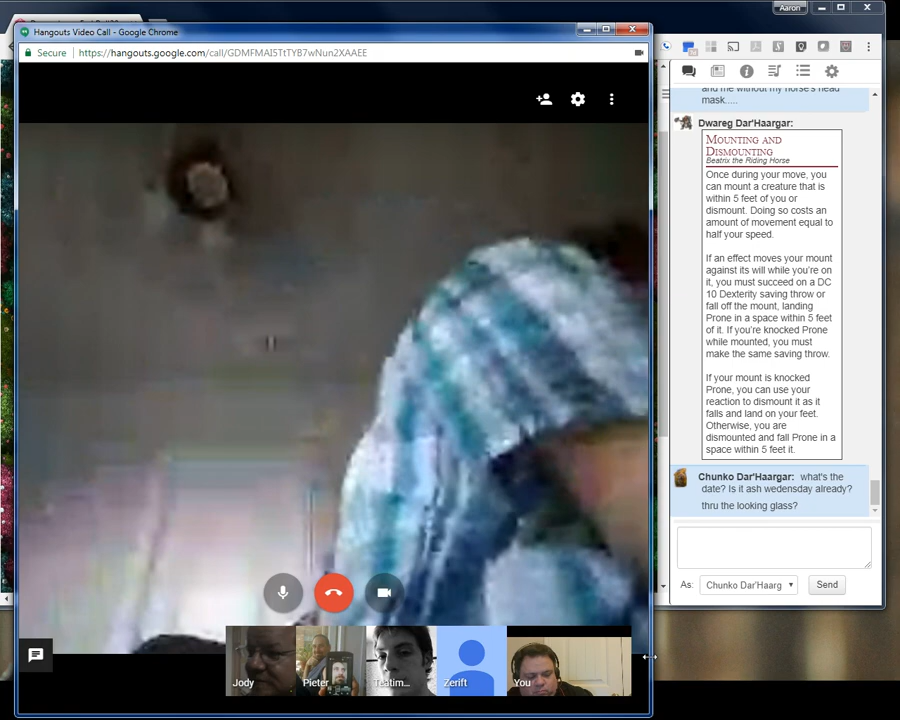 Aaron
Hangouts Video Call - Google Chrome
Secure
https://hangouts.google.com/call/GDMFMAI5TtTYB7wNun2XAAEE
and me without my horse's head
mask.....
Dwareg Dar'Haargar:
Mounting and
Dismounting
Beatrix the Riding Horse
Once during your move, you
can mount a creature that is
within 5 feet of you or
dismount. Doing so costs an
amount of movement equal to
half your speed.
If an effect moves your mount
against its will while you're on
it, you must succeed on a DC
10 Dexterity saving throw or
fall off the mount, landing
Prone in a space within 5 feet
of it. If you're knocked Prone
while mounted, you must
make the same saving throw.
If your mount is knocked
Prone, you can use your
reaction to dismount it as it
falls and land on your feet.
Otherwise, you are
dismounted and fall Prone in a
space within 5 feet it.
Chunko Dar'Haargar: what's the
date? Is it ash wedensday already?
thru the looking glass?
As:
Chunko Dar'Haarg
Send
Jody
Pieter
Teatim...
Zerift
You